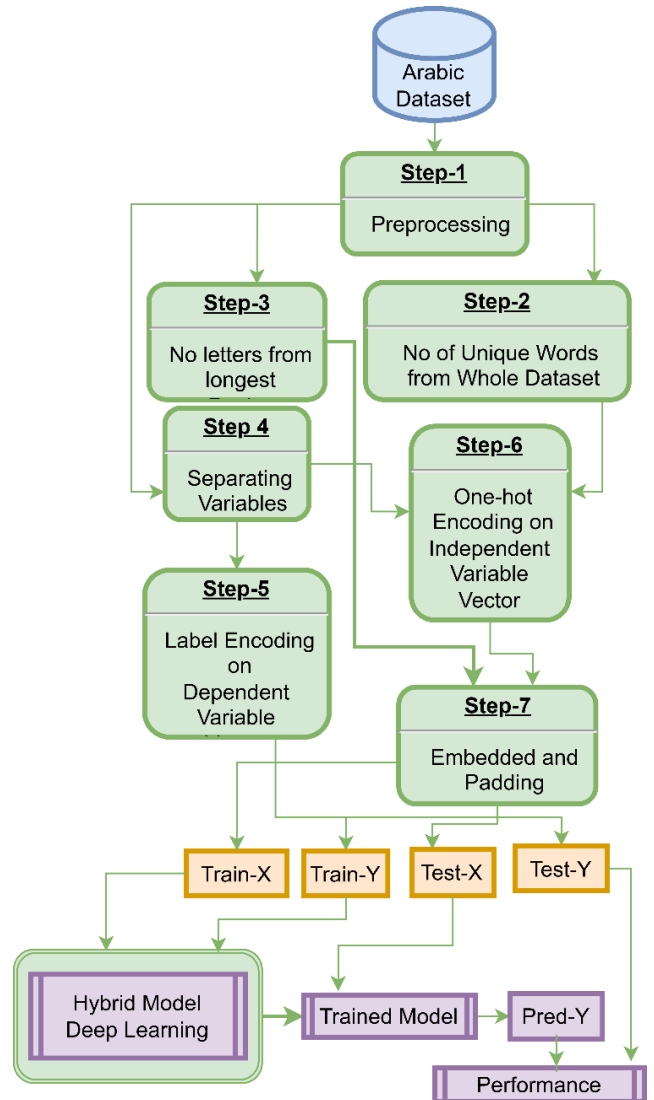 Arabic
Dataset
Step-1
Preprocessing
Step-3
No letters from
longest
Step-2
No of Unique Words
from Whole Dataset
Step 4
Separating
Variables
Step-6
One-hot
Encoding on
Independent
Variable
Vector
Step-5
Label Encoding
on
Dependent
Variable
Step-7
Embedded and
Padding
Train-X
Train-Y
Test-X
Test-Y
Hybrid Model
Deep Learning
Trained Model
Pred-Y
Performance